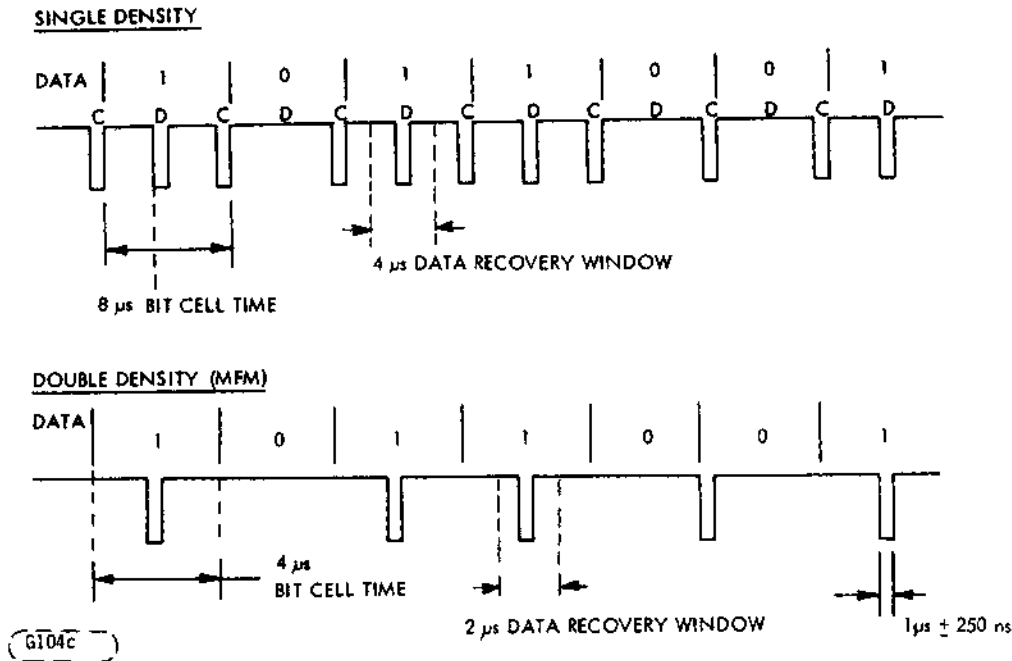 SINGLE DENSITY
DATA 1 0 1 1 0 0 1
C D C D C D C D C D C D C D
8 µs BIT CELL TIME
4 µs DATA RECOVERY WINDOW
DOUBLE DENSITY (MFM)
DATA 1 0 1 1 0 0 1
4 µs
BIT CELL TIME
2 µs DATA RECOVERY WINDOW
1µs ± 250 ns
G104c